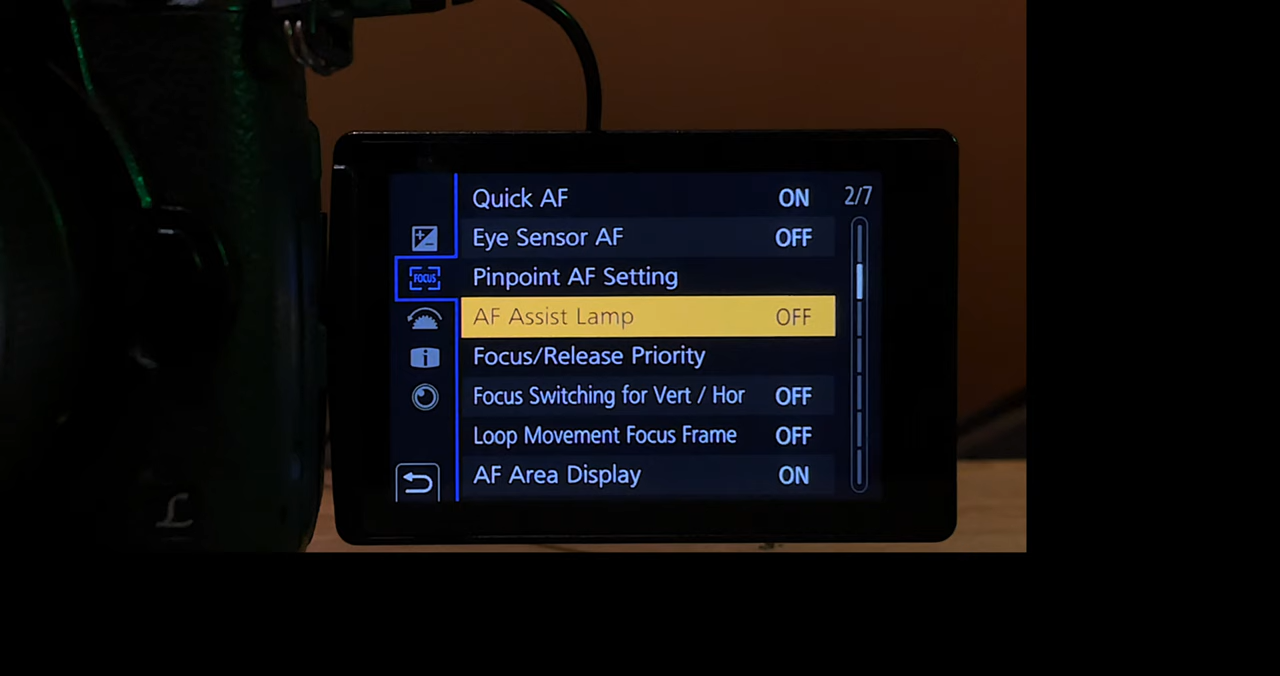 Quick AF ON 2/7
Eye Sensor AF OFF
FOCUS Pinpoint AF Setting
AF Assist Lamp OFF
Focus/Release Priority
Focus Switching for Vert / Hor OFF
Loop Movement Focus Frame OFF
AF Area Display ON
L